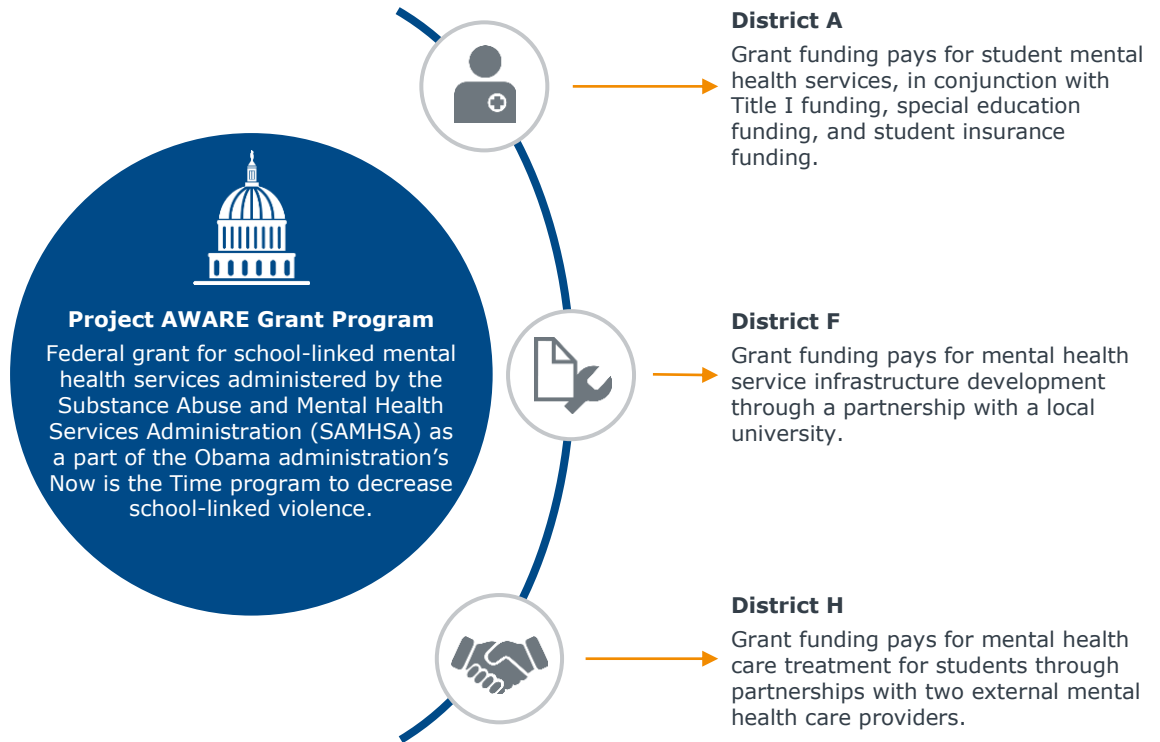 Project AWARE Grant Program
Federal grant for school-linked mental
health services administered by the
Substance Abuse and Mental Health
Services Administration (SAMHSA) as
a part of the Obama administration’s
Now is the Time program to decrease
school-linked violence.
District A
Grant funding pays for student mental
health services, in conjunction with
Title I funding, special education
funding, and student insurance
funding.
District F
Grant funding pays for mental health
service infrastructure development
through a partnership with a local
university.
District H
Grant funding pays for mental health
care treatment for students through
partnerships with two external mental
health care providers.